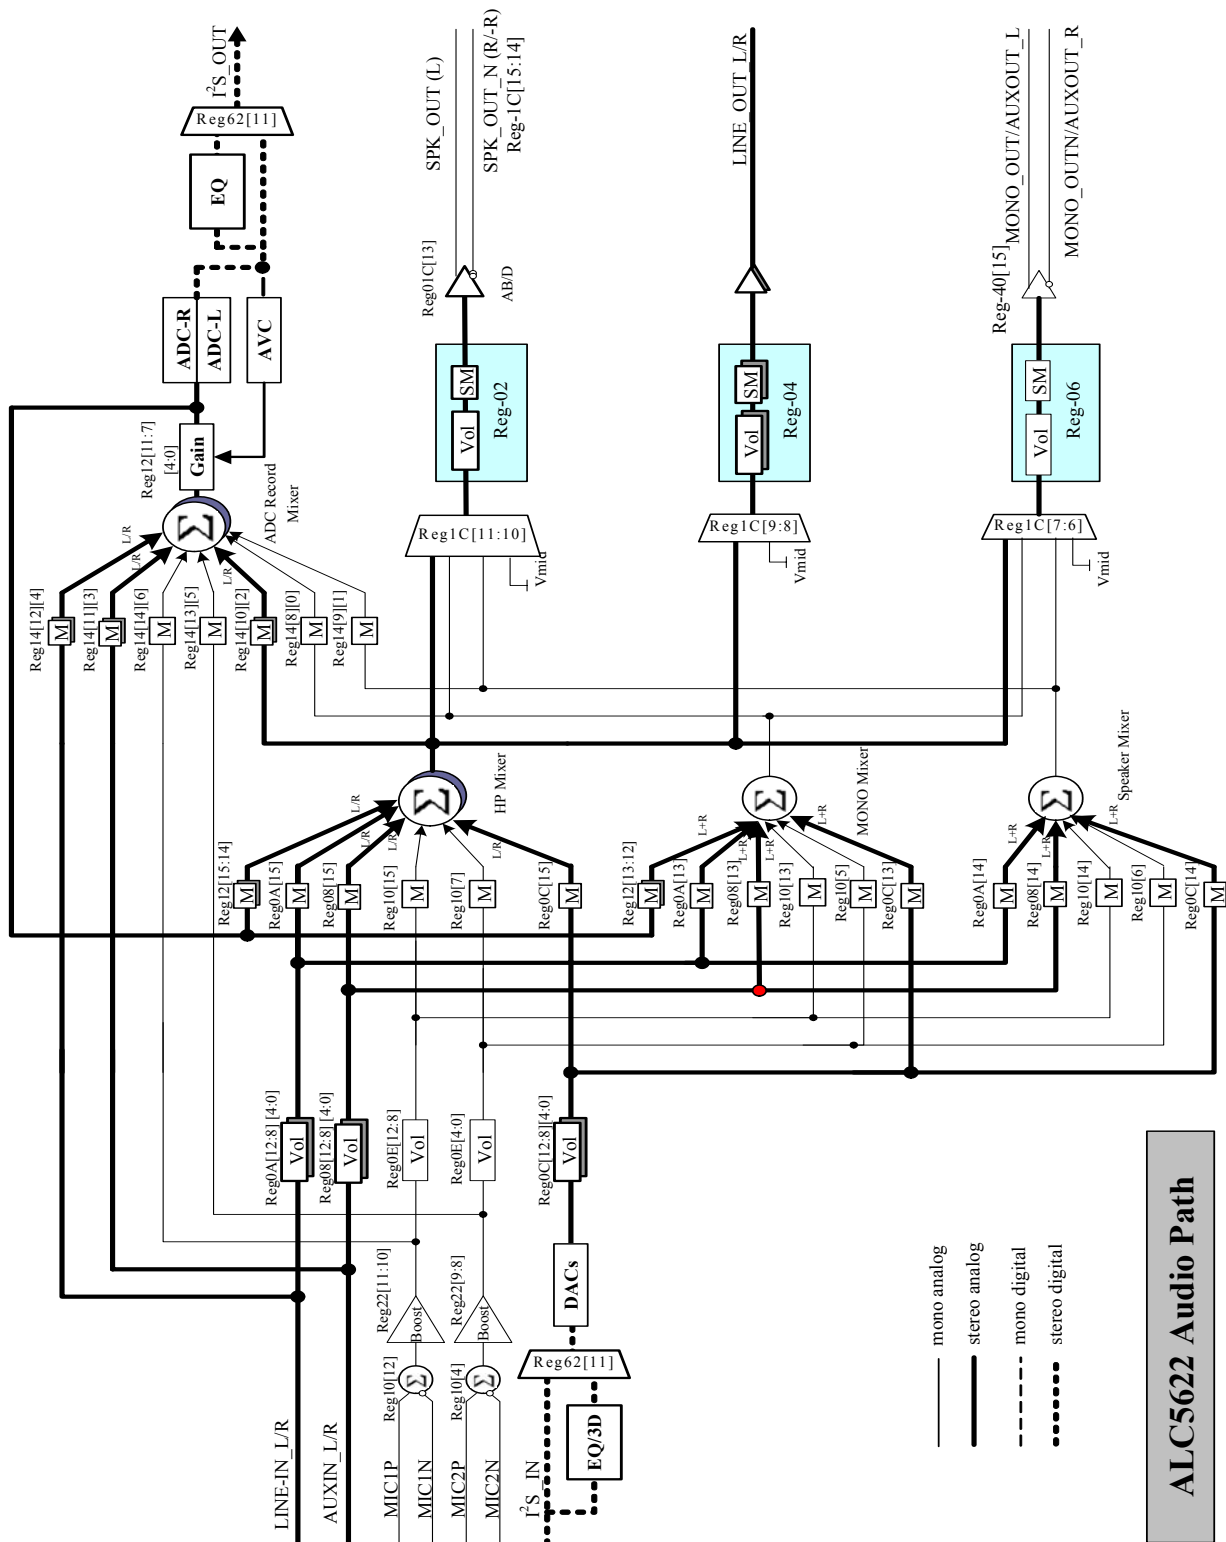 LINE-IN_L/R
AUXIN_L/R
MIC1P
MIC1N
MIC2P
MIC2N
I²S_IN
EQ/3D
Reg62[11]
DACs
Reg10[12]
Σ
Reg10[4]
Σ
Reg22[11:10]
Boost
Reg22[9:8]
Boost
Reg0A[12:8] [4:0]
Vol
Reg08[12:8] [4:0]
Vol
Reg0E[12:8]
Vol
Reg0E[4:0]
Vol
Reg0C[12:8][4:0]
Vol
Reg12[15:14]
M
Reg0A[15]
M
Reg08[15]
M
Reg10[15]
M
Reg10[7]
M
Reg0C[15]
M
L/R
L/R
L/R
L/R
Σ
HP Mixer
Reg12[13:12]
M
Reg0A[13]
M
Reg08[13]
M
Reg10[13]
M
Reg10[5]
M
Reg0C[13]
M
L+R
L+R
L+R
L+R
Σ
MONO Mixer
Reg0A[14]
M
Reg08[14]
M
Reg10[14]
M
Reg10[6]
M
Reg0C[14]
M
L+R
L+R
L+R
Σ
Speaker Mixer
Reg14[12][4]
M
Reg14[11][3]
M
Reg14[14][6]
M
Reg14[13][5]
M
Reg14[10][2]
M
Reg14[8][0]
M
Reg14[9][1]
M
L/R
L/R
L/R
Σ
ADC Record
Mixer
Reg12[11:7]
[4:0]
Gain
ADC-R
ADC-L
AVC
EQ
Reg62[11]
I²S_OUT
Reg1C[11:10]
Vmid
Vol
SM
Reg-02
Reg01C[13]
AB/D
SPK_OUT (L)
SPK_OUT_N (R/-R)
Reg-1C[15:14]
Reg1C[9:8]
Vmid
Vol
SM
Reg-04
LINE_OUT_L/R
Reg1C[7:6]
Vmid
Vol
SM
Reg-06
Reg-40[15]
MONO_OUT/AUXOUT_L
MONO_OUTN/AUXOUT_R
mono analog
stereo analog
mono digital
stereo digital
ALC5622 Audio Path